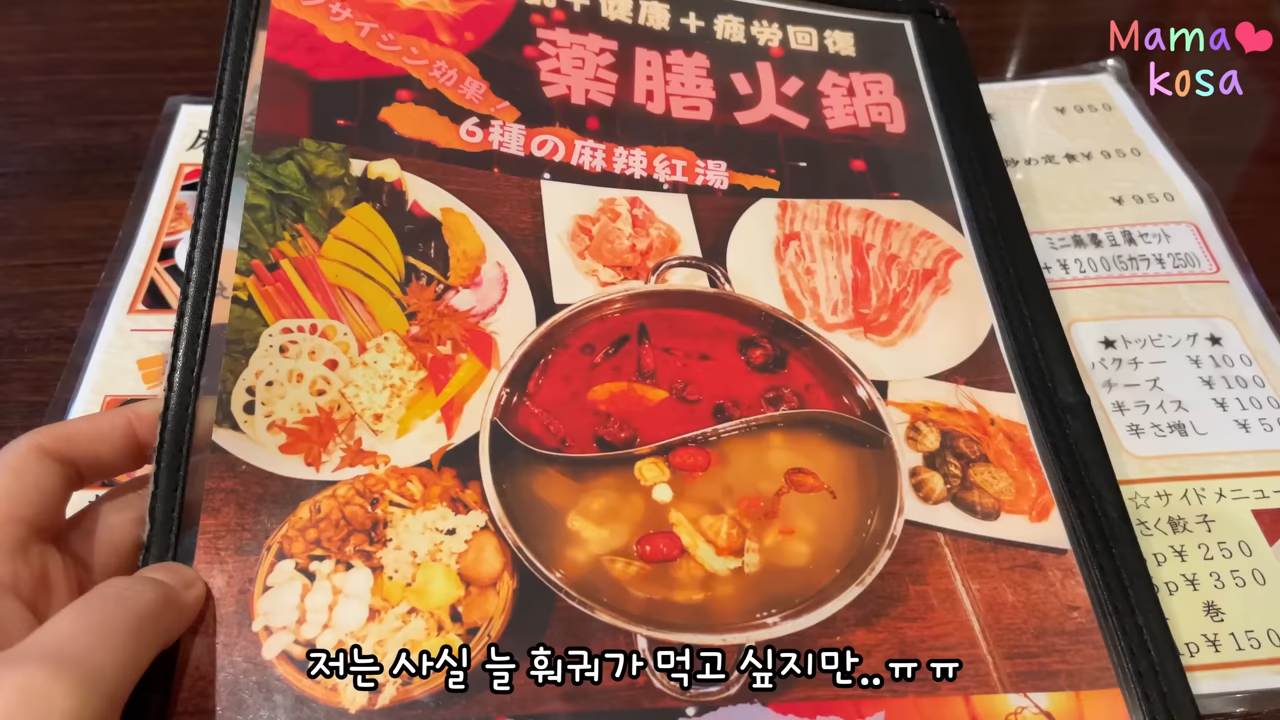 Mama
kosa
健康+疲労回復
薬膳火鍋
サイシン効果!
6種の麻辣紅湯
¥950
炒め定食¥950
¥950
ミニ麻婆豆腐セット
+¥200(5カラ¥250)
★トッピング★
パクチー ¥100
チーズ ¥100
半ライス ¥100
辛さ増し
☆サイドメニュー
餃子
¥250
¥350
巻
¥150
저는 사실 늘 훠궈가 먹고 싶지만..ㅠㅠ